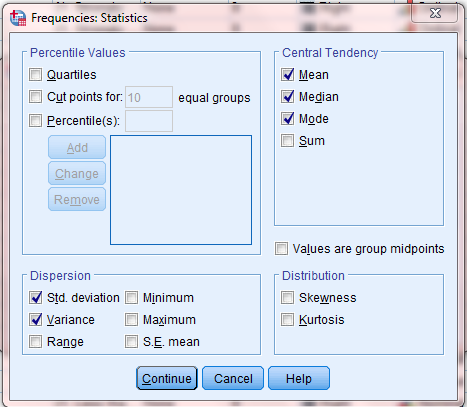 Frequencies: Statistics
Percentile Values
Quartiles
Cut points for: 10 equal groups
Percentile(s):
Add
Change
Remove
Central Tendency
Mean
Median
Mode
Sum
Values are group midpoints
Dispersion
Std. deviation Minimum
Variance Maximum
Range S.E. mean
Distribution
Skewness
Kurtosis
Continue Cancel Help